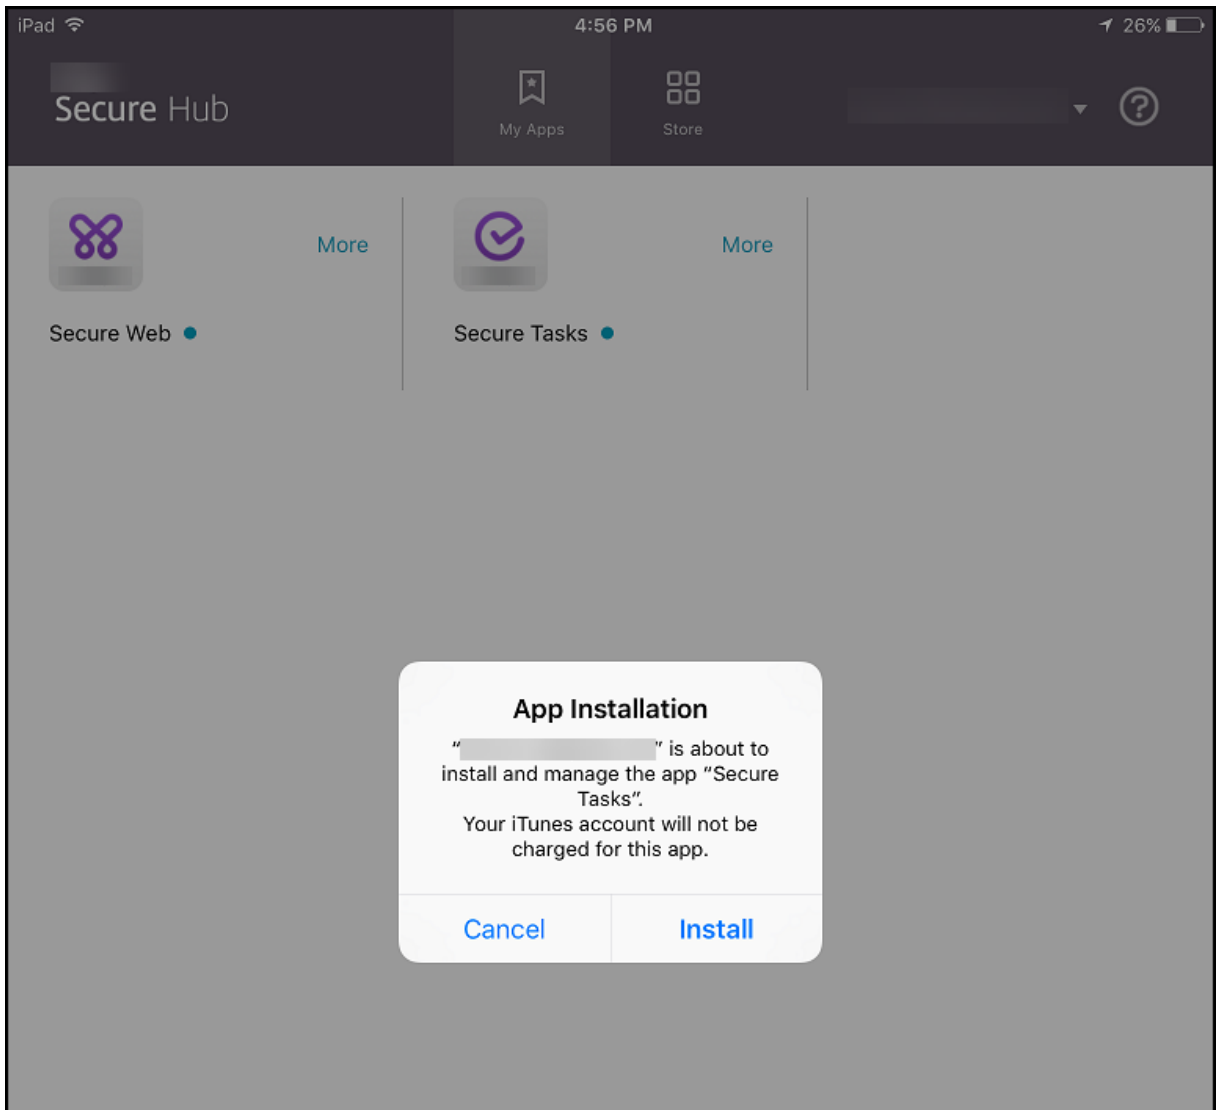 iPad
4:56 PM
26%
Secure Hub
My Apps
Store
?
More
More
Secure Web
Secure Tasks
App Installation
“ ” is about to
install and manage the app “Secure
Tasks”.
Your iTunes account will not be
charged for this app.
Cancel
Install